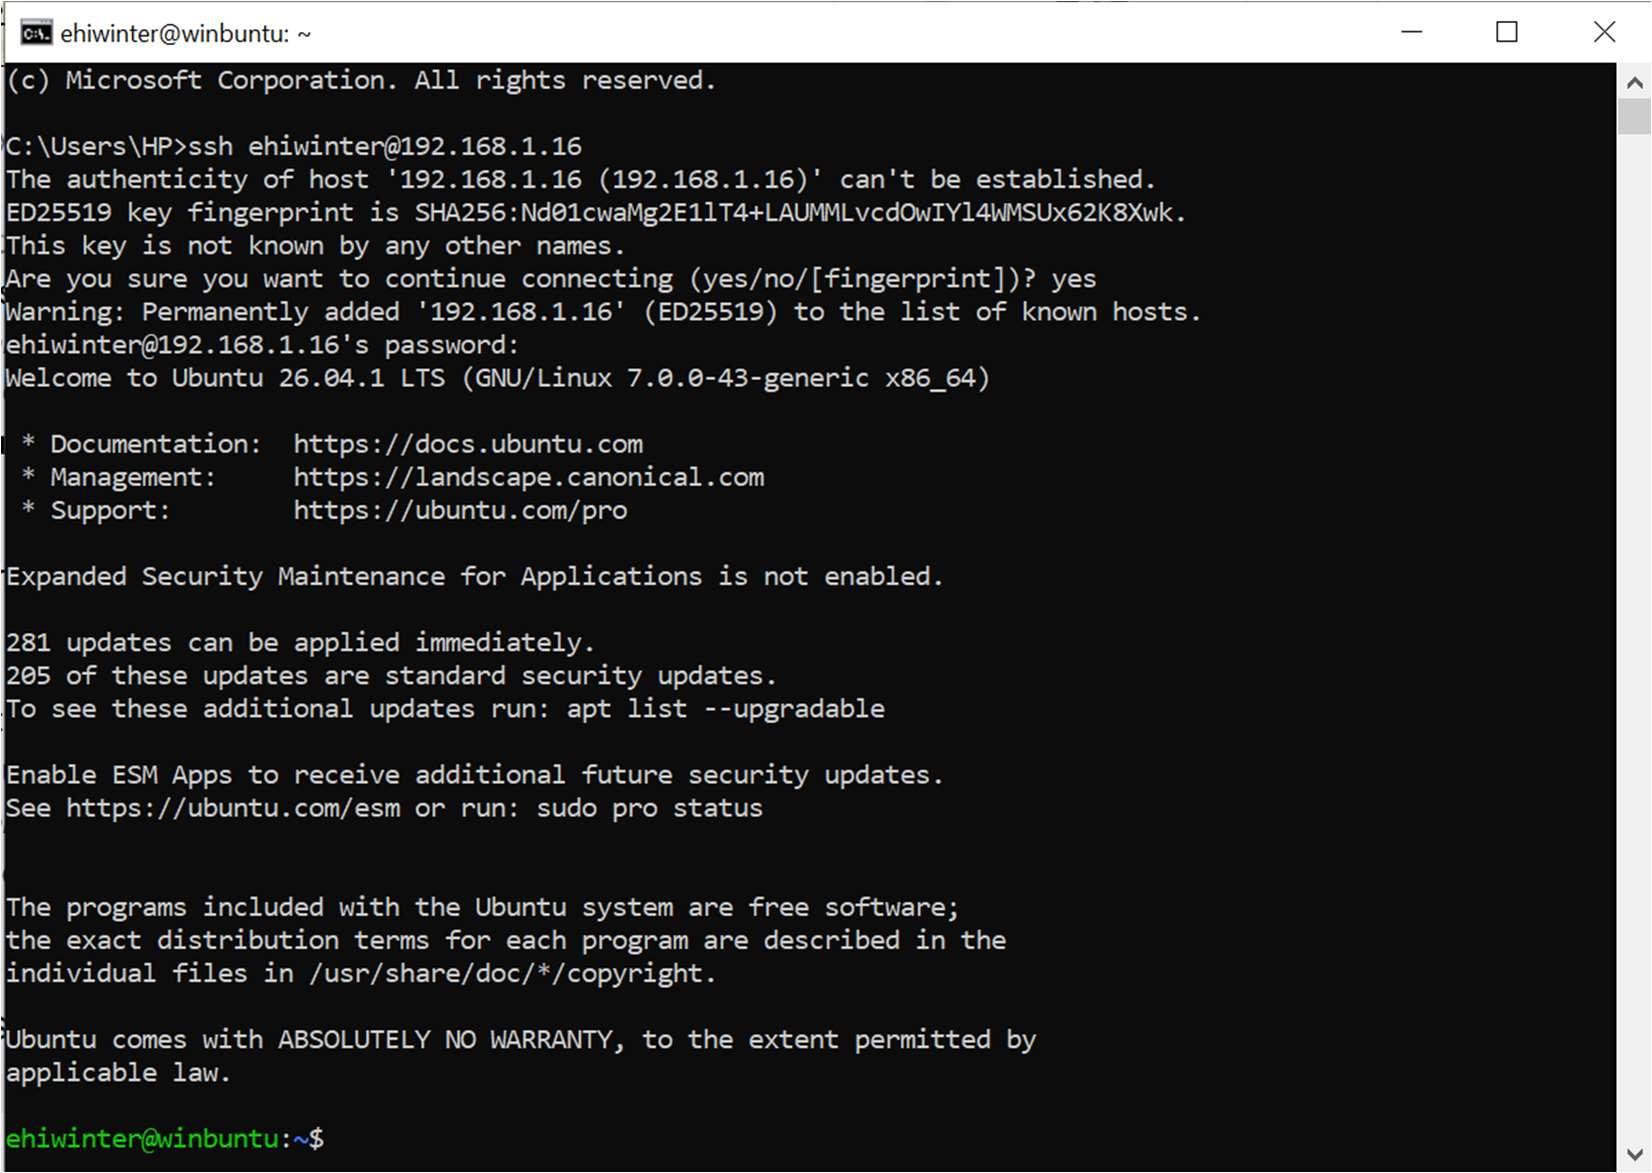 ehiwinter@winbuntu: ~
(c) Microsoft Corporation. All rights reserved.
C:\Users\HP>ssh ehiwinter@192.168.1.16
The authenticity of host '192.168.1.16 (192.168.1.16)' can't be established.
ED25519 key fingerprint is SHA256:Nd01cwaMg2E1lT4+LAUMMLvcdOwIYl4WMSUx62K8Xwk.
This key is not known by any other names.
Are you sure you want to continue connecting (yes/no/[fingerprint])? yes
Warning: Permanently added '192.168.1.16' (ED25519) to the list of known hosts.
ehiwinter@192.168.1.16's password:
Welcome to Ubuntu 26.04.1 LTS (GNU/Linux 7.0.0-43-generic x86_64)
* Documentation:  https://docs.ubuntu.com
* Management:     https://landscape.canonical.com
* Support:        https://ubuntu.com/pro
Expanded Security Maintenance for Applications is not enabled.
281 updates can be applied immediately.
205 of these updates are standard security updates.
To see these additional updates run: apt list --upgradable
Enable ESM Apps to receive additional future security updates.
See https://ubuntu.com/esm or run: sudo pro status
The programs included with the Ubuntu system are free software;
the exact distribution terms for each program are described in the
individual files in /usr/share/doc/*/copyright.
Ubuntu comes with ABSOLUTELY NO WARRANTY, to the extent permitted by
applicable law.
ehiwinter@winbuntu:~$